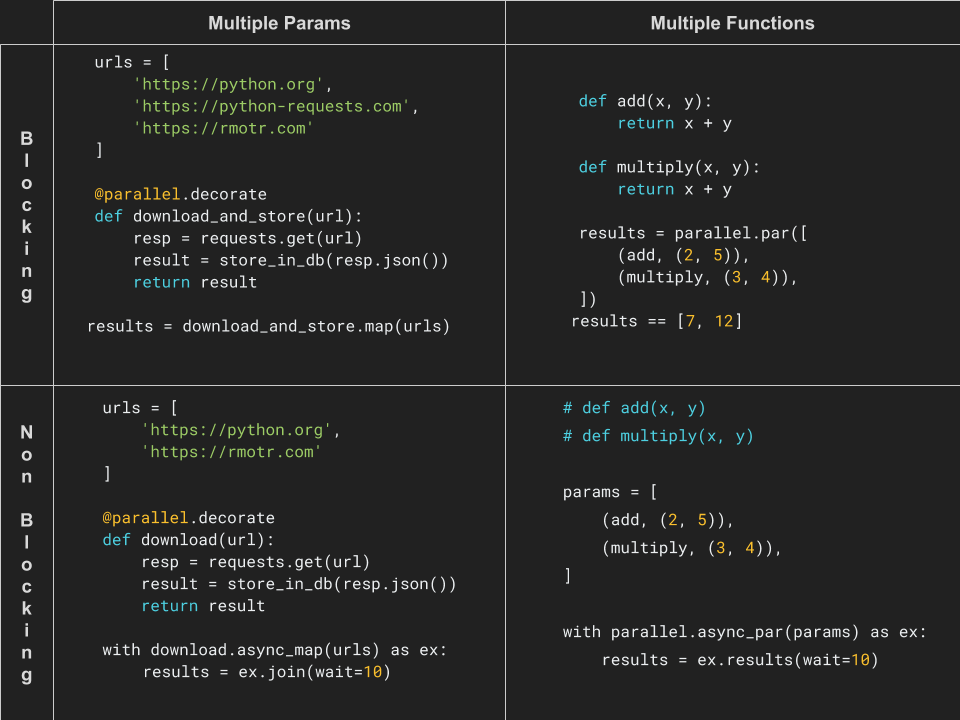 Multiple Params
Multiple Functions
Blocking
urls = [
    'https://python.org',
    'https://python-requests.com',
    'https://rmotr.com'
]

@parallel.decorate
def download_and_store(url):
    resp = requests.get(url)
    result = store_in_db(resp.json())
    return result

results = download_and_store.map(urls)

def add(x, y):
    return x + y

def multiply(x, y):
    return x + y

results = parallel.par([
    (add, (2, 5)),
    (multiply, (3, 4)),
])
results == [7, 12]

Non Blocking
urls = [
    'https://python.org',
    'https://rmotr.com'
]

@parallel.decorate
def download(url):
    resp = requests.get(url)
    result = store_in_db(resp.json())
    return result

with download.async_map(urls) as ex:
    results = ex.join(wait=10)

# def add(x, y)
# def multiply(x, y)

params = [
    (add, (2, 5)),
    (multiply, (3, 4)),
]

with parallel.async_par(params) as ex:
    results = ex.results(wait=10)